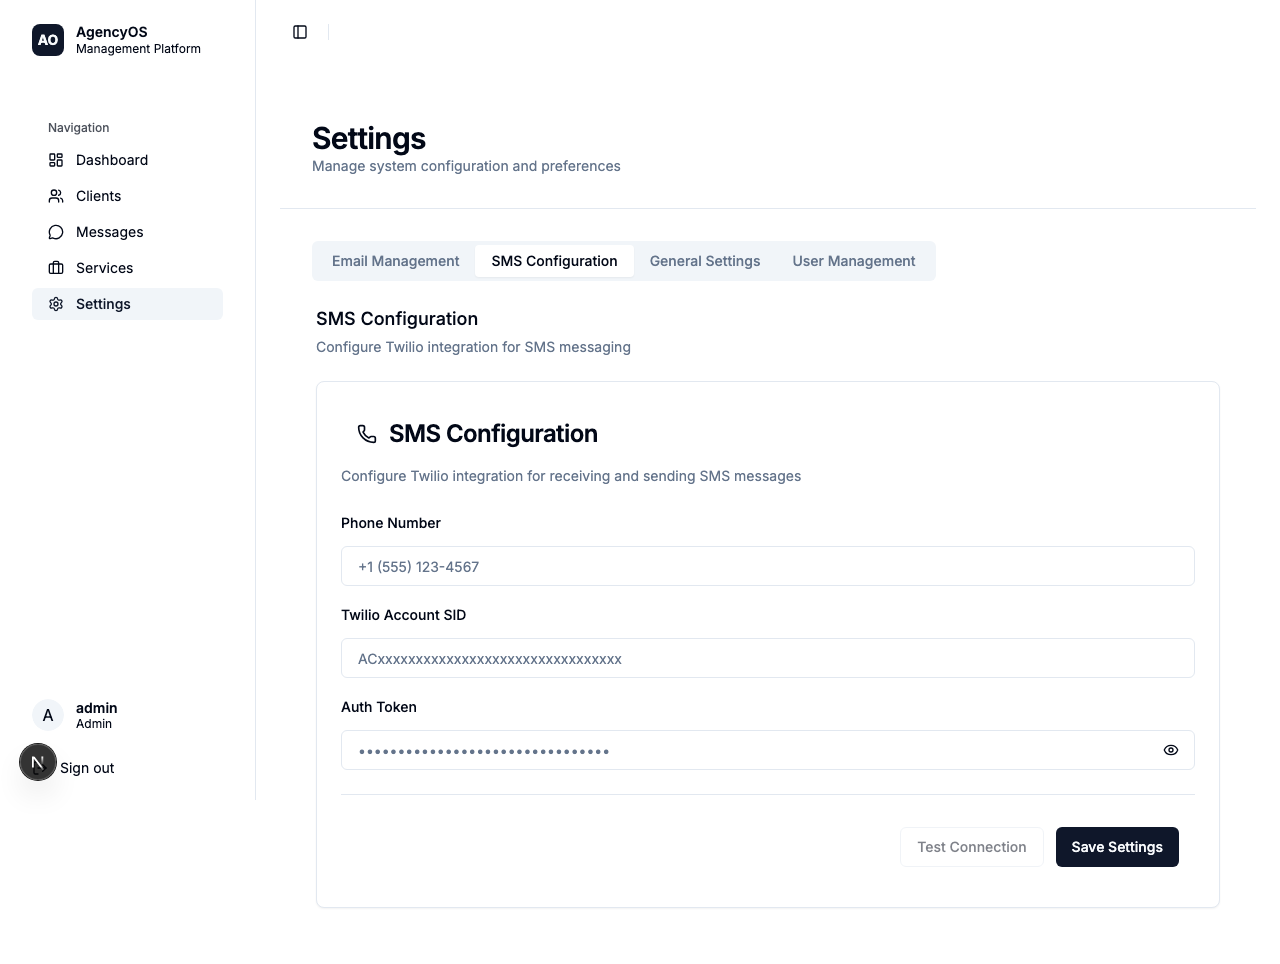 AO
AgencyOS
Management Platform
Navigation
Dashboard
Clients
Messages
Services
Settings
admin
Admin
A
N
Sign out
Settings
Manage system configuration and preferences
Email Management
SMS Configuration
General Settings
User Management
SMS Configuration
Configure Twilio integration for SMS messaging
SMS Configuration
Configure Twilio integration for receiving and sending SMS messages
Phone Number
+1 (555) 123-4567
Twilio Account SID
ACxxxxxxxxxxxxxxxxxxxxxxxxxxxxxxxx
Auth Token
••••••••••••••••••••••••••••••••
Test Connection
Save Settings